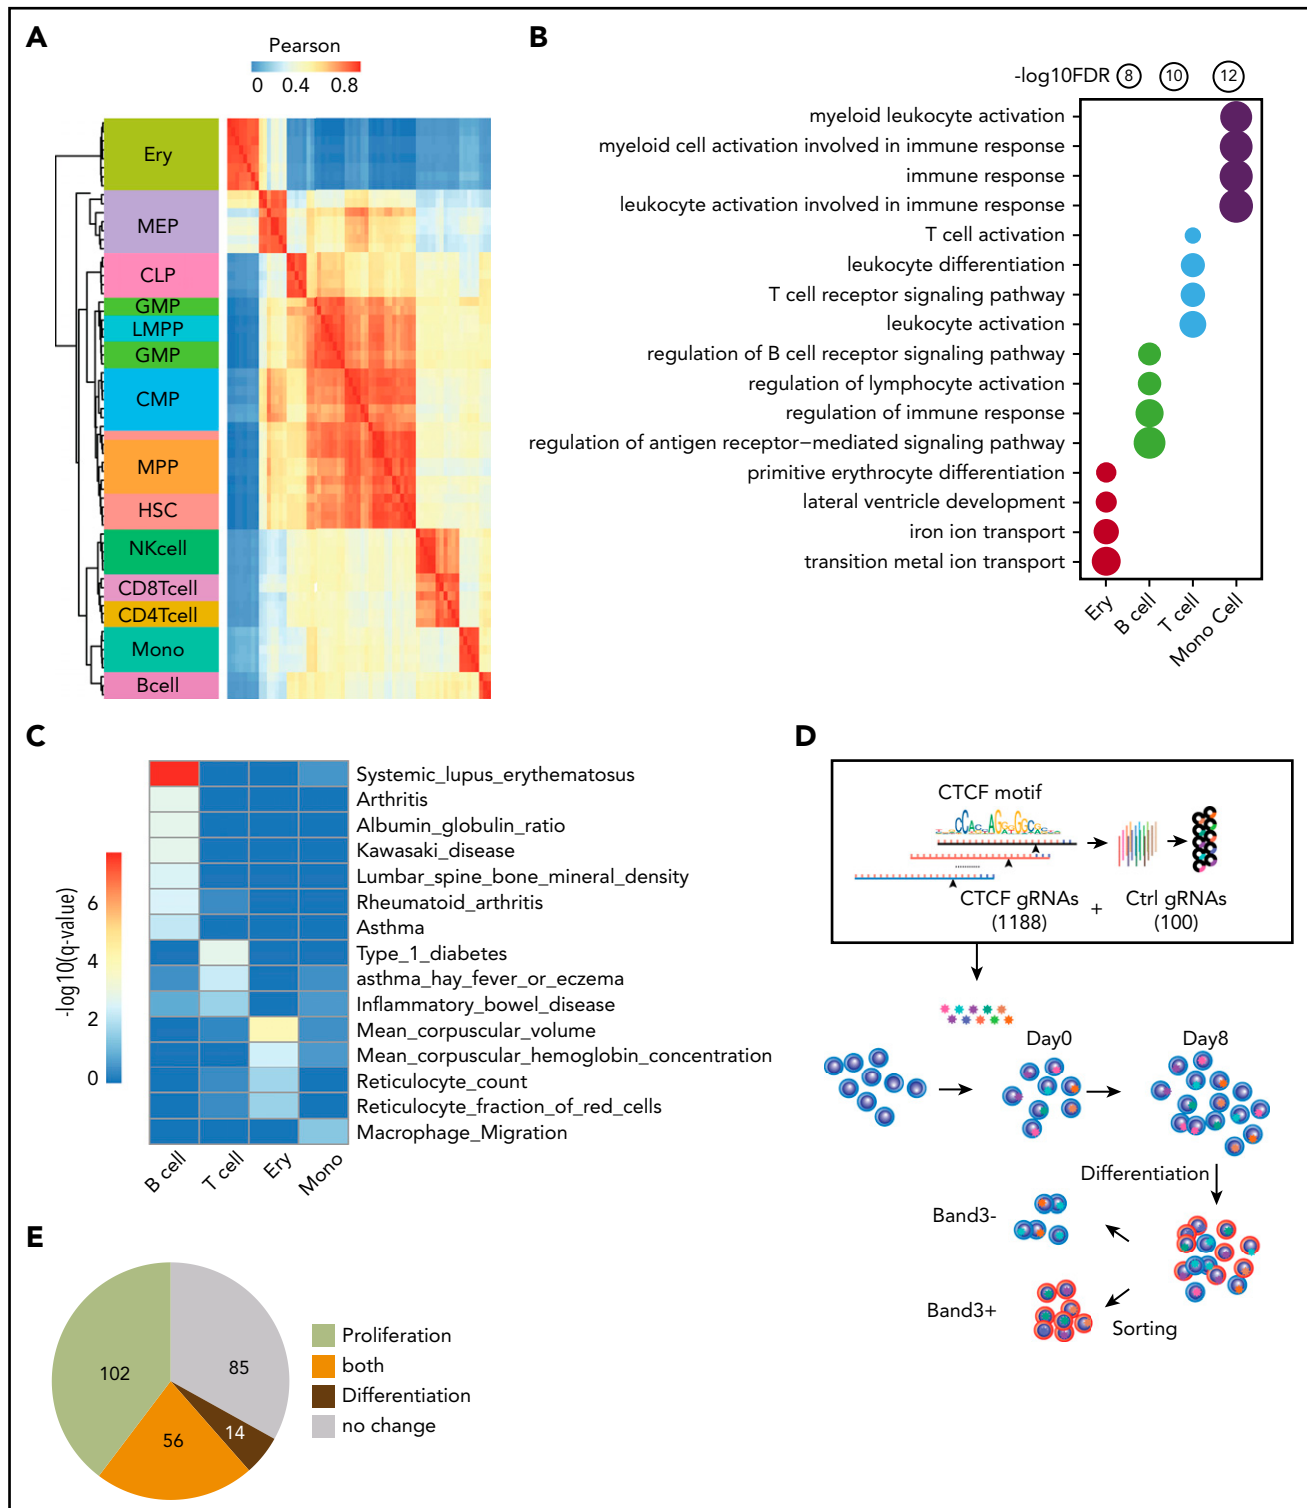 A
Pearson
0 0.4 0.8
Ery
MEP
CLP
GMP
LMPP
GMP
CMP
MPP
HSC
NKcell
CD8Tcell
CD4Tcell
Mono
Bcell
B
-log10FDR 8 10 12
myeloid leukocyte activation
myeloid cell activation involved in immune response
immune response
leukocyte activation involved in immune response
T cell activation
leukocyte differentiation
T cell receptor signaling pathway
leukocyte activation
regulation of B cell receptor signaling pathway
regulation of lymphocyte activation
regulation of immune response
regulation of antigen receptor−mediated signaling pathway
primitive erythrocyte differentiation
lateral ventricle development
iron ion transport
transition metal ion transport
Ery
B cell
T cell
Mono Cell
C
-log10(q-value)
6
4
2
0
Systemic_lupus_erythematosus
Arthritis
Albumin_globulin_ratio
Kawasaki_disease
Lumbar_spine_bone_mineral_density
Rheumatoid_arthritis
Asthma
Type_1_diabetes
asthma_hay_fever_or_eczema
Inflammatory_bowel_disease
Mean_corpuscular_volume
Mean_corpuscular_hemoglobin_concentration
Reticulocyte_count
Reticulocyte_fraction_of_red_cells
Macrophage_Migration
B cell
T cell
Ery
Mono
D
CTCF motif
CTCF gRNAs + Ctrl gRNAs
(1188) (100)
Day0 Day8
Differentiation
Band3-
Band3+
Sorting
E
102
85
56
14
Proliferation
both
Differentiation
no change